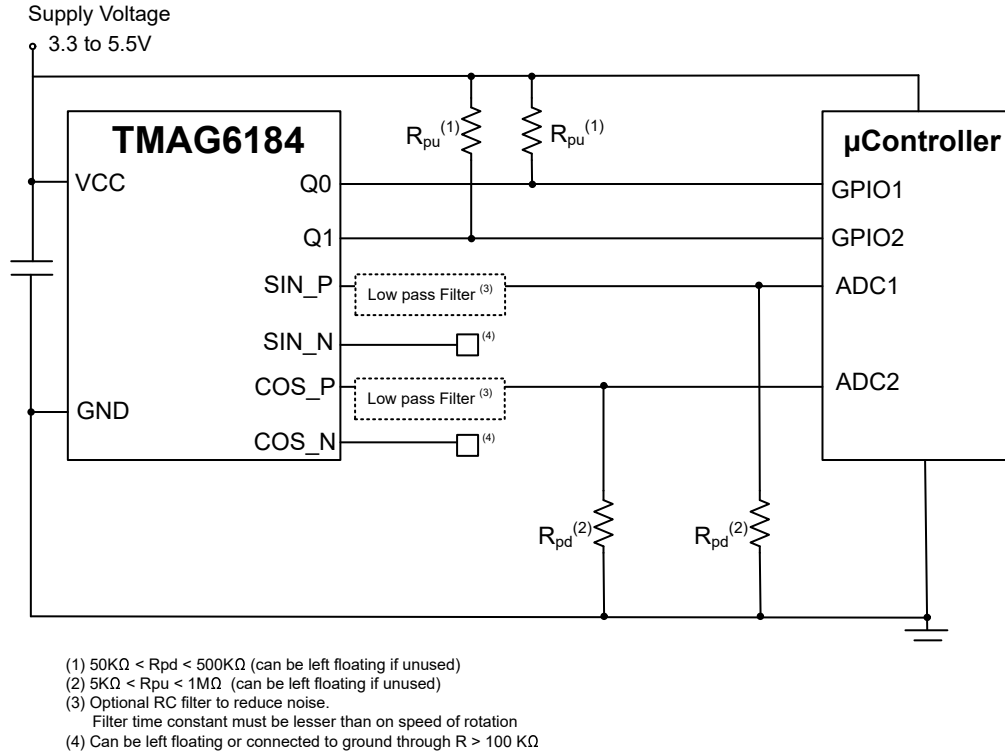 Supply Voltage
3.3 to 5.5V
TMAG6184
VCC
GND
Q0
Q1
SIN_P
SIN_N
COS_P
COS_N
Rpu(1)
Rpu(1)
Low pass Filter (3)
(4)
Low pass Filter (3)
(4)
Rpd(2)
Rpd(2)
µController
GPIO1
GPIO2
ADC1
ADC2
(1) 50KΩ < Rpd < 500KΩ (can be left floating if unused)
(2) 5KΩ < Rpu < 1MΩ (can be left floating if unused)
(3) Optional RC filter to reduce noise.
Filter time constant must be lesser than on speed of rotation
(4) Can be left floating or connected to ground through R > 100 KΩ